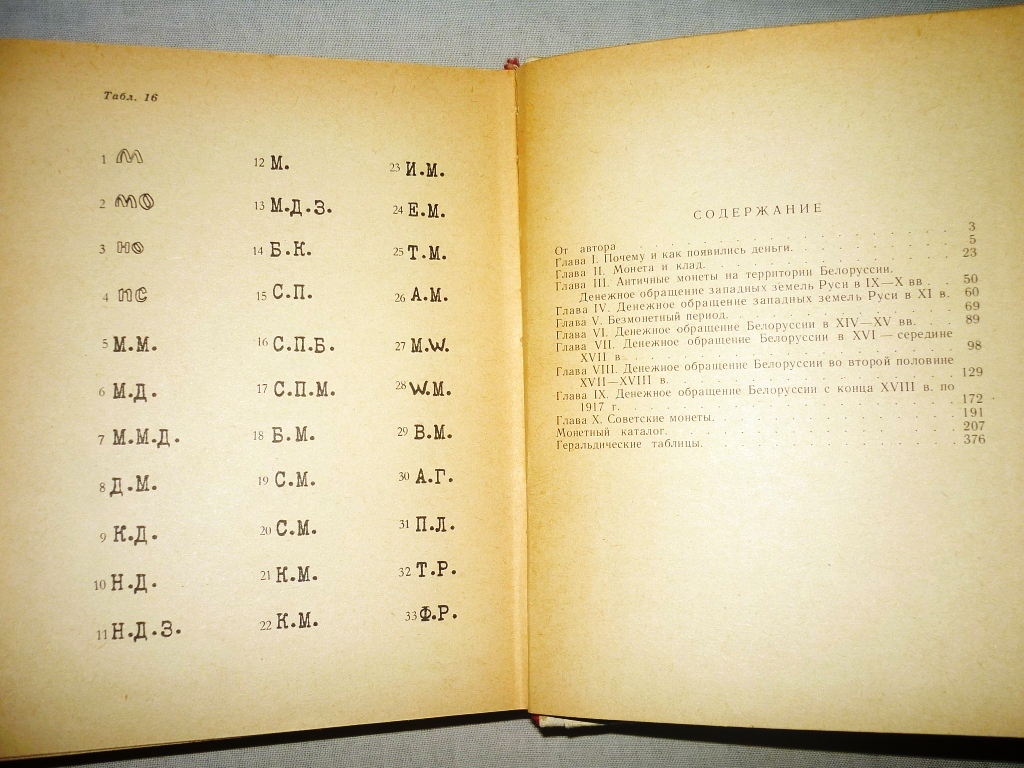 Табл. 16
1 М
2 МО
3 НО
4 ПС
5 М.М.
6 М.Д.
7 М.М.Д.
8 Д.М.
9 К.Д.
10 Н.Д.
11 Н.Д.З.
12 М.
13 М.Д.З.
14 Б.К.
15 С.П.
16 С.П.Б.
17 С.П.М.
18 Б.М.
19 С.М.
20 С.М.
21 К.М.
22 К.М.
23 И.М.
24 Е.М.
25 Т.М.
26 А.М.
27 М.W.
28 W.М.
29 В.М.
30 А.Г.
31 П.Л.
32 Т.Р.
33 Ф.Р.
СОДЕРЖАНИЕ
От автора . . . . . . . . . . . . 3
Глава I. Почему и как появились деньги. . . . . . 5
Глава II. Монета и клад. . . . . . . . . . 23
Глава III. Античные монеты на территории Белоруссии.
Денежное обращение западных земель Руси в IX—X вв . . 50
Глава IV. Денежное обращение западных земель Руси в XI в. 60
Глава V. Безмонетный период. . . . . . . . . 69
Глава VI. Денежное обращение Белоруссии в XIV—XV вв. . . . 89
Глава VII. Денежное обращение Белоруссии в XVI — середине
XVII в . . . . . . . . . . . . 98
Глава VIII. Денежное обращение Белоруссии во второй половине
XVII—XVIII в. . . . . . . . . . . 129
Глава IX. Денежное обращение Белоруссии с конца XVIII в. по
1917 г. . . . . . . . . . . . 172
Глава X. Советские монеты. . . . . . . . . 191
Монетный каталог. . . . . . . . . . . 207
Геральдические таблицы. . . . . . . . . . 376